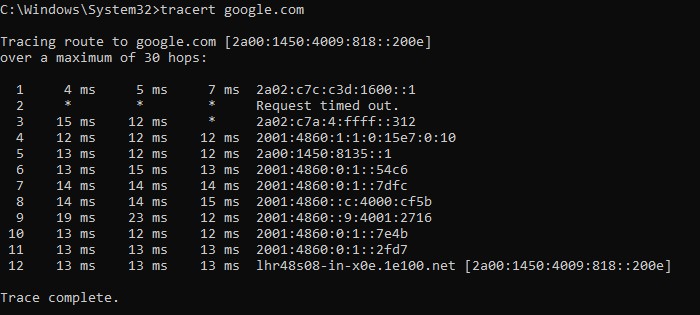 C:\Windows\System32>tracert google.com
Tracing route to google.com [2a00:1450:4009:818::200e]
over a maximum of 30 hops:
1 4 ms 5 ms 7 ms 2a02:c7c:c3d:1600::1
2 * * * Request timed out.
3 15 ms 12 ms * 2a02:c7a:4:ffff::312
4 12 ms 12 ms 12 ms 2001:4860:1:1:0:15e7:0:10
5 13 ms 12 ms 12 ms 2a00:1450:8135::1
6 13 ms 15 ms 13 ms 2001:4860:0:1::54c6
7 14 ms 14 ms 14 ms 2001:4860:0:1::7dfc
8 14 ms 14 ms 15 ms 2001:4860::c:4000:cf5b
9 19 ms 23 ms 12 ms 2001:4860::9:4001:2716
10 13 ms 12 ms 12 ms 2001:4860:0:1::7e4b
11 13 ms 13 ms 13 ms 2001:4860:0:1::2fd7
12 13 ms 13 ms 13 ms lhr48s08-in-x0e.1e100.net [2a00:1450:4009:818::200e]
Trace complete.